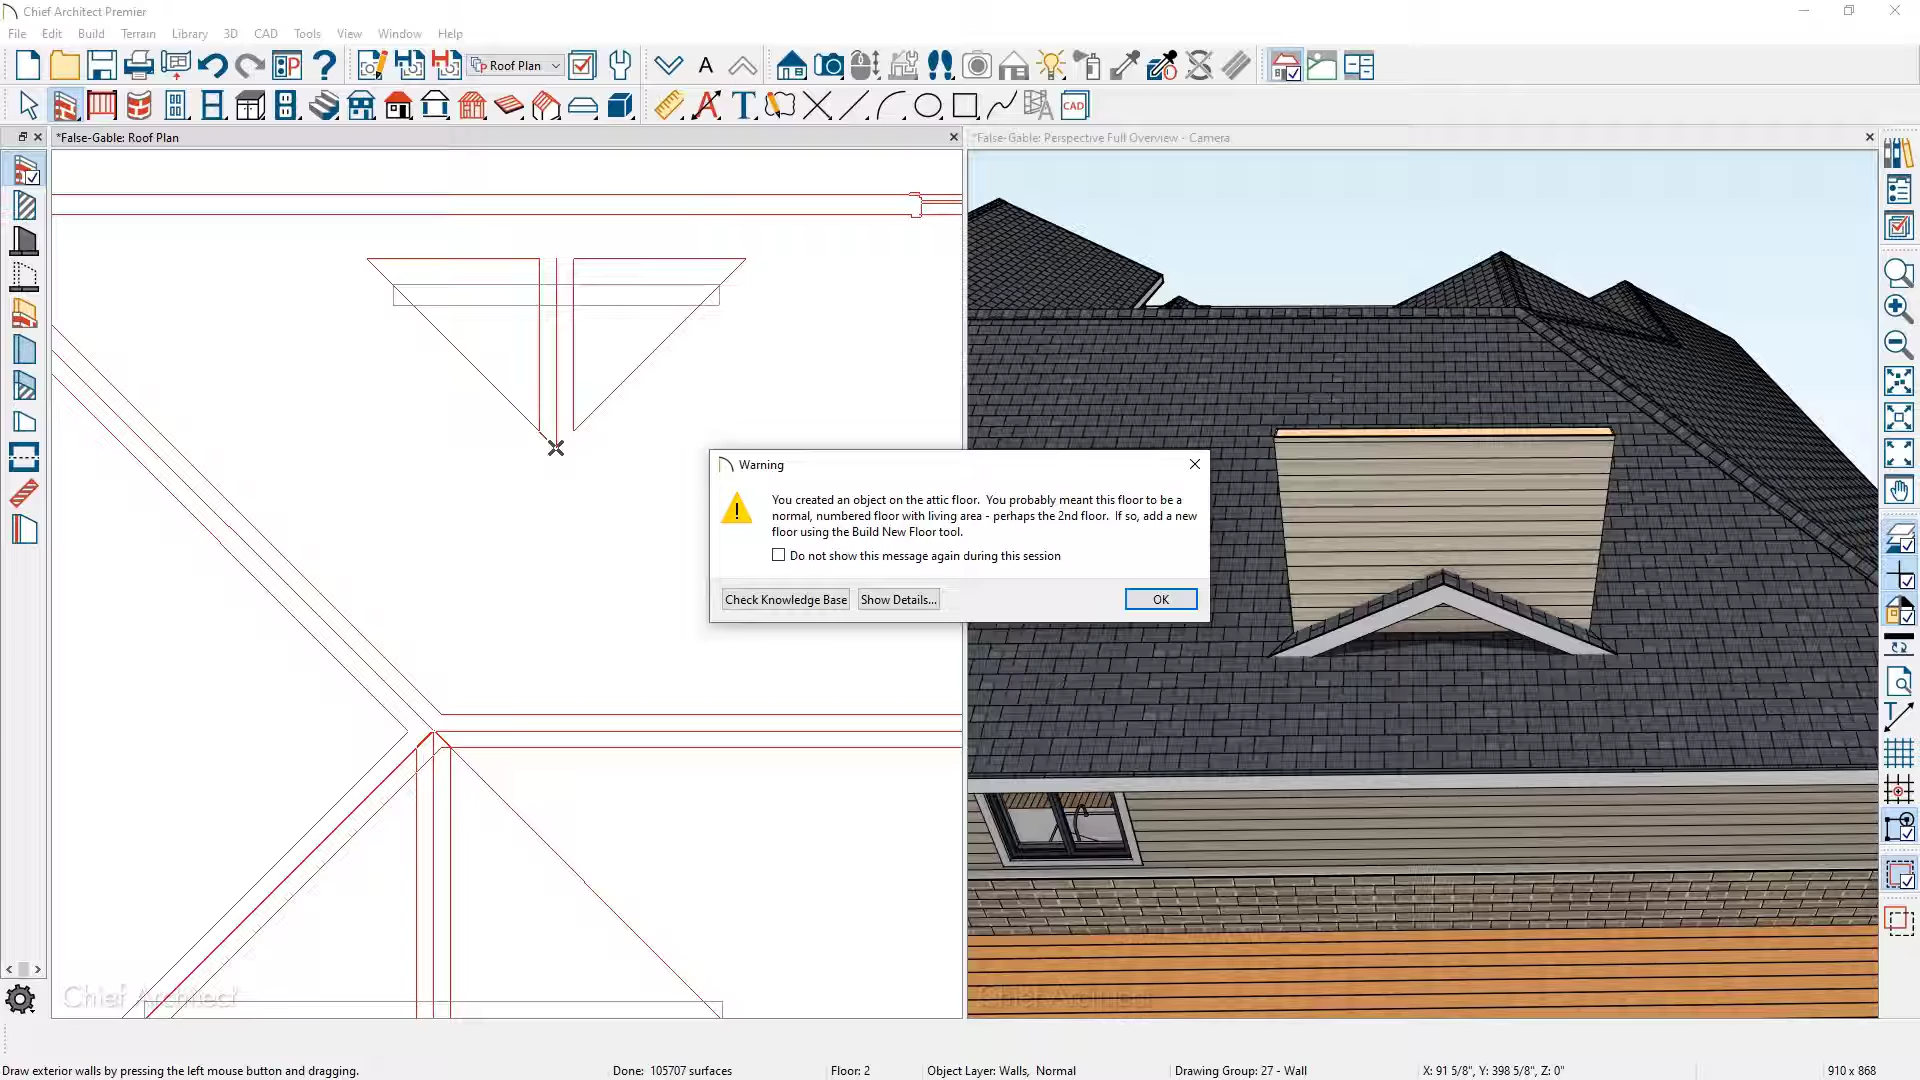 Chief Architect Premier
File Edit Build Terrain Library 3D CAD Tools View Window Help
Roof Plan
A
CAD
*False-Gable: Roof Plan
*False-Gable: Perspective Full Overview - Camera
Warning
You created an object on the attic floor. You probably meant this floor to be a
normal, numbered floor with living area - perhaps the 2nd floor. If so, add a new
floor using the Build New Floor tool.
Do not show this message again during this session
Check Knowledge Base
Show Details...
OK
Chief Architect
Chief Architect
Draw exterior walls by pressing the left mouse button and dragging.
Done: 105707 surfaces
Floor: 2
Object Layer: Walls, Normal
Drawing Group: 27 - Wall
X: 91 5/8", Y: 398 5/8", Z: 0"
910 x 868